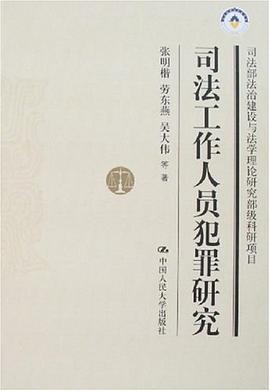 司法部法治建设与法学理论研究部级科研项目
司法工作人员犯罪研究
张明楷 劳东燕 吴大伟 等 著
中国人民大学出版社